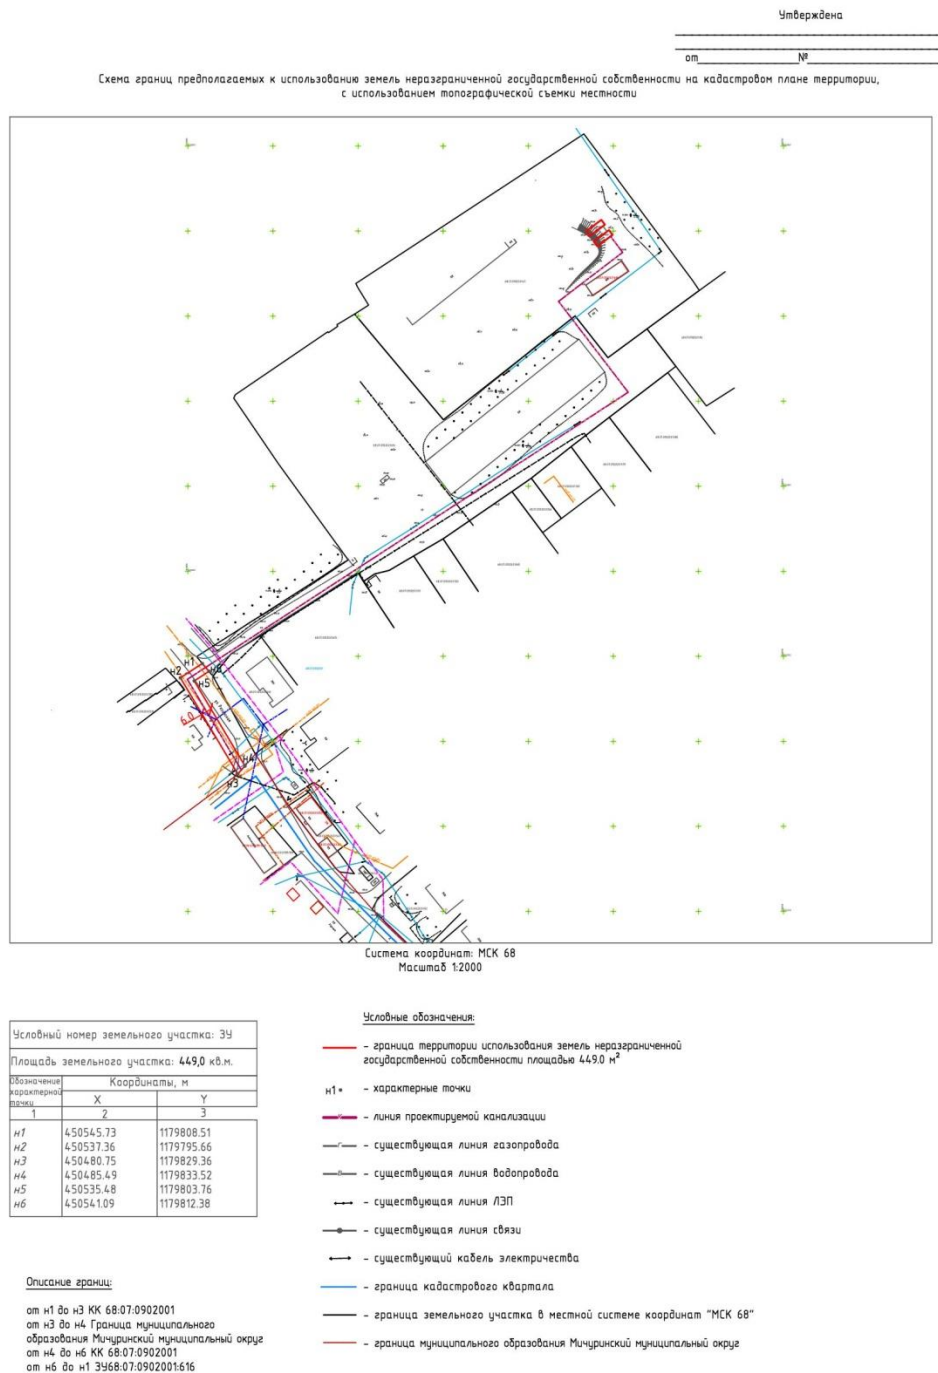 Утверждена
от № 
Схема границ предполагаемых к использованию земель неразграниченной государственной собственности на кадастровом плане территории,
с использованием топографической съемки местности
н1
н2
н6
н5
6.0
н4
н3
Система координат: МСК 68
Масштаб 1:2000
Условный номер земельного участка: ЗУ
Площадь земельного участка: 449,0 кв.м.
Обозначение характерной точки
Координаты, м
X Y
1 2 3
н1 450545.73 1179808.51
н2 450537.36 1179795.66
н3 450480.75 1179829.36
н4 450485.49 1179833.52
н5 450535.48 1179803.76
н6 450541.09 1179812.38
Описание границ:
от н1 до н3 КК 68:07:0902001
от н3 до н4 Граница муниципального
образования Мичуринский муниципальный округ
от н4 до н6 КК 68:07:0902001
от н6 до н1 ЗУ68:07:0902001:616
Условные обозначения:
– граница территории использования земель неразграниченной
государственной собственности площадью 449.0 м²
н1 – характерные точки
– линия проектируемой канализации
– существующая линия газопровода
– существующая линия водопровода
– существующая линия ЛЭП
– существующая линия связи
– существующий кабель электричества
– граница кадастрового квартала
– граница земельного участка в местной системе координат "МСК 68"
– граница муниципального образования Мичуринский муниципальный округ